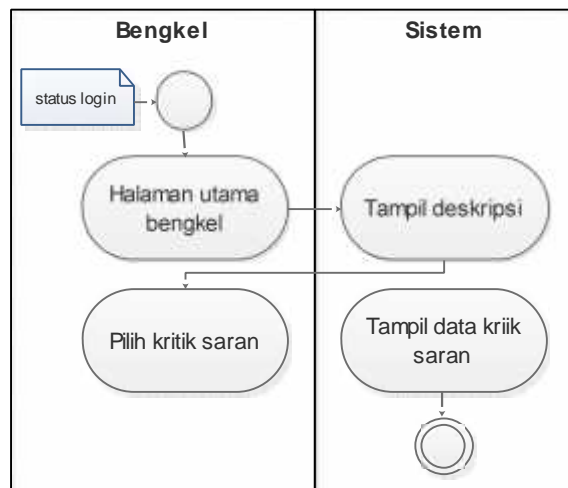 Bengkel
Sistem
status login
Halaman utama
bengkel
Tampil deskripsi
Pilih kritik saran
Tampil data kriik
saran